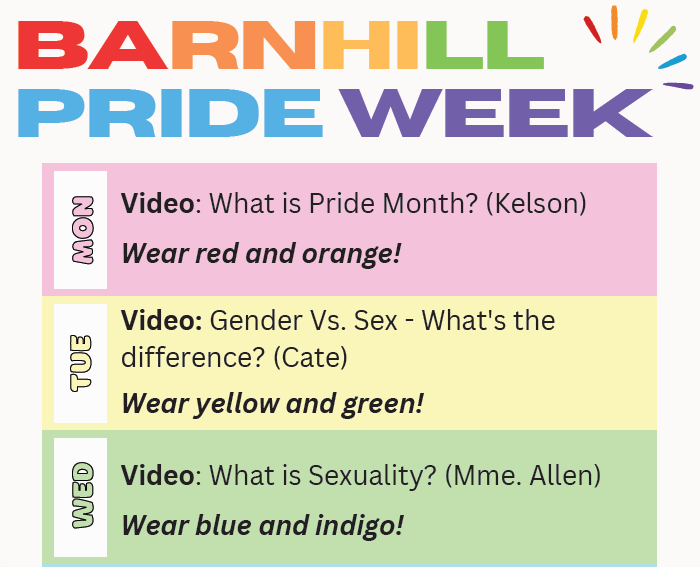 BARNHILL
PRIDE WEEK
MON
Video: What is Pride Month? (Kelson)
Wear red and orange!
TUE
Video: Gender Vs. Sex - What's the
difference? (Cate)
Wear yellow and green!
WED
Video: What is Sexuality? (Mme. Allen)
Wear blue and indigo!